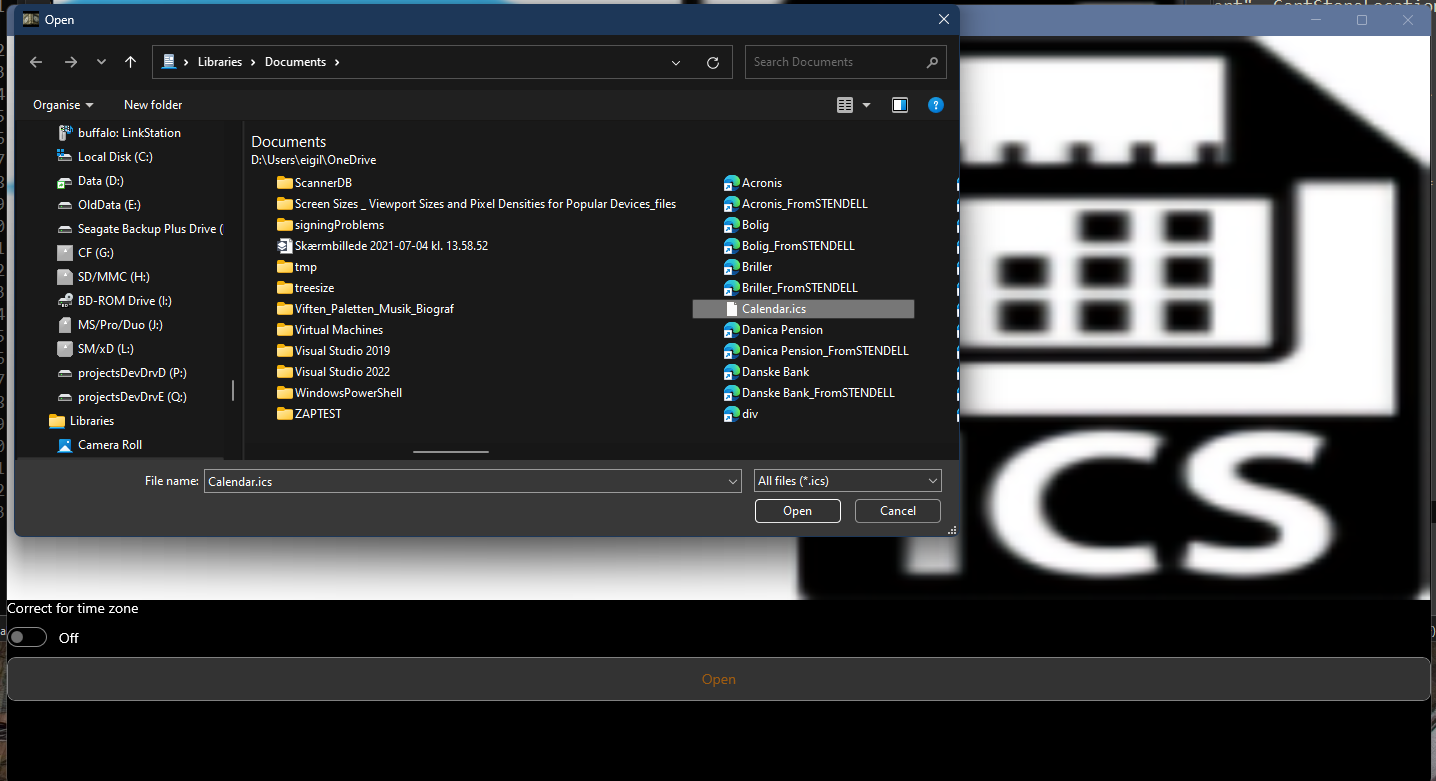 Open
Libraries > Documents >
Search Documents
Organise
New folder
?
buffalo: LinkStation
Local Disk (C:)
Data (D:)
OldData (E:)
Seagate Backup Plus Drive (
CF (G:)
SD/MMC (H:)
BD-ROM Drive (I:)
MS/Pro/Duo (J:)
SM/xD (L:)
projectsDevDrvD (P:)
projectsDevDrvE (Q:)
Libraries
Camera Roll
Documents
D:\Users\eigil\OneDrive
ScannerDB
Screen Sizes _ Viewport Sizes and Pixel Densities for Popular Devices_files
signingProblems
Skærmbillede 2021-07-04 kl. 13.58.52
tmp
treesize
Viften_Paletten_Musik_Biograf
Virtual Machines
Visual Studio 2019
Visual Studio 2022
WindowsPowerShell
ZAPTEST
Acronis
Acronis_FromSTENDELL
Bolig
Bolig_FromSTENDELL
Briller
Briller_FromSTENDELL
Calendar.ics
Danica Pension
Danica Pension_FromSTENDELL
Danske Bank
Danske Bank_FromSTENDELL
div
File name: Calendar.ics
All files (*.ics)
Open
Cancel
CS
Correct for time zone
Off
Open